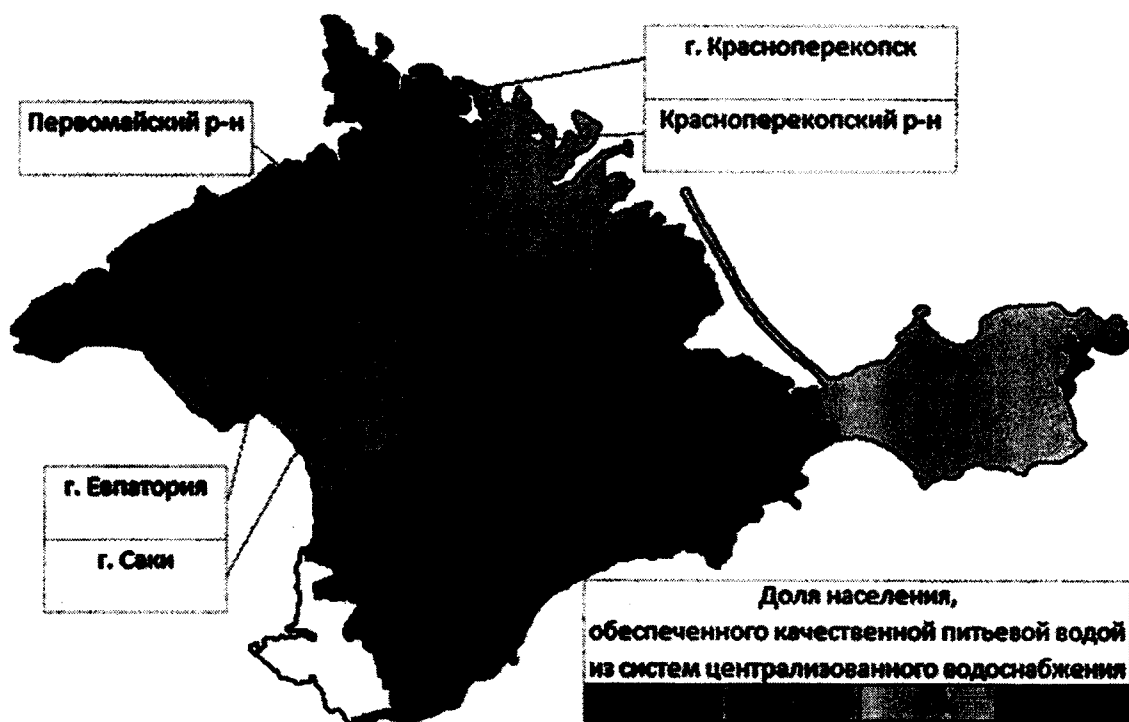 г. Красноперекопск
Первомайский р-н
Красноперекопский р-н
г. Евпатория
г. Саки
Доля населения,
обеспеченного качественной питьевой водой
из систем централизованного водоснабжения